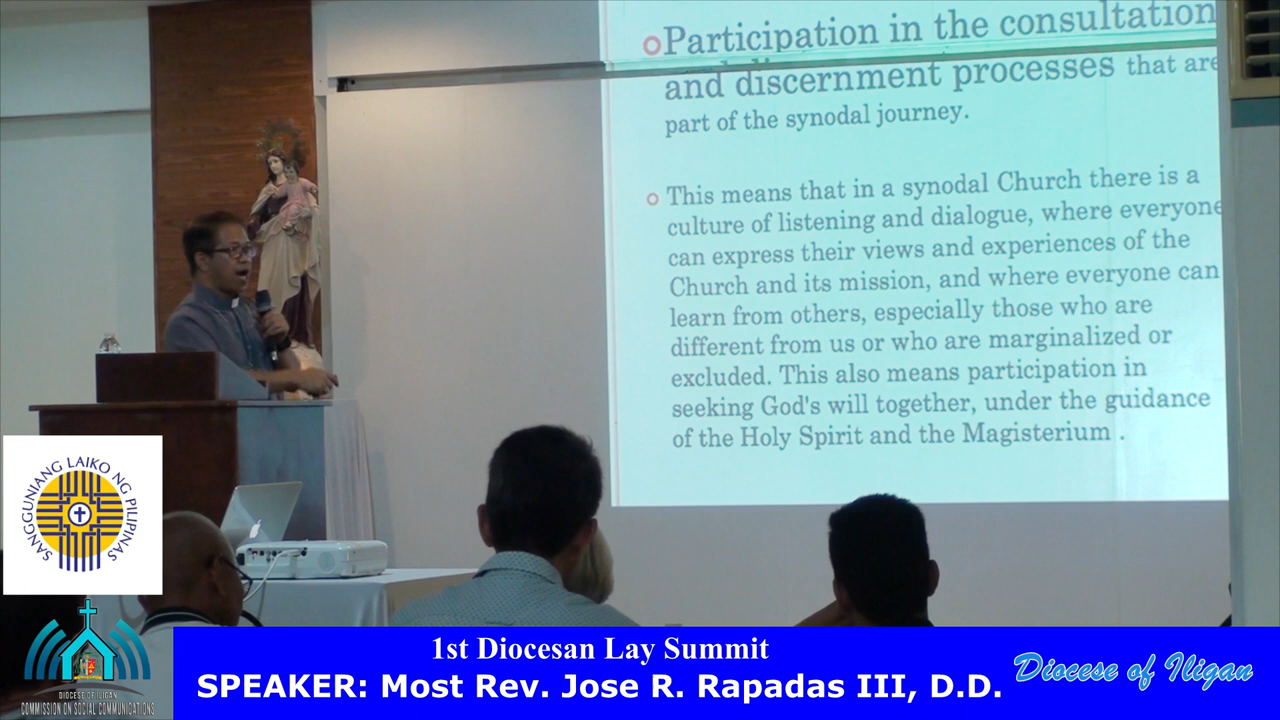 Participation in the consultation
and discernment processes that are
part of the synodal journey.
This means that in a synodal Church there is a
culture of listening and dialogue, where everyone
can express their views and experiences of the
Church and its mission, and where everyone can
learn from others, especially those who are
different from us or who are marginalized or
excluded. This also means participation in
seeking God's will together, under the guidance
of the Holy Spirit and the Magisterium .
SANGGUNIANG LAIKO NG PILIPINAS
DIOCESE OF ILIGAN
COMMISSION ON SOCIAL COMMUNICATIONS
1st Diocesan Lay Summit
SPEAKER: Most Rev. Jose R. Rapadas III, D.D.
Diocese of Iligan